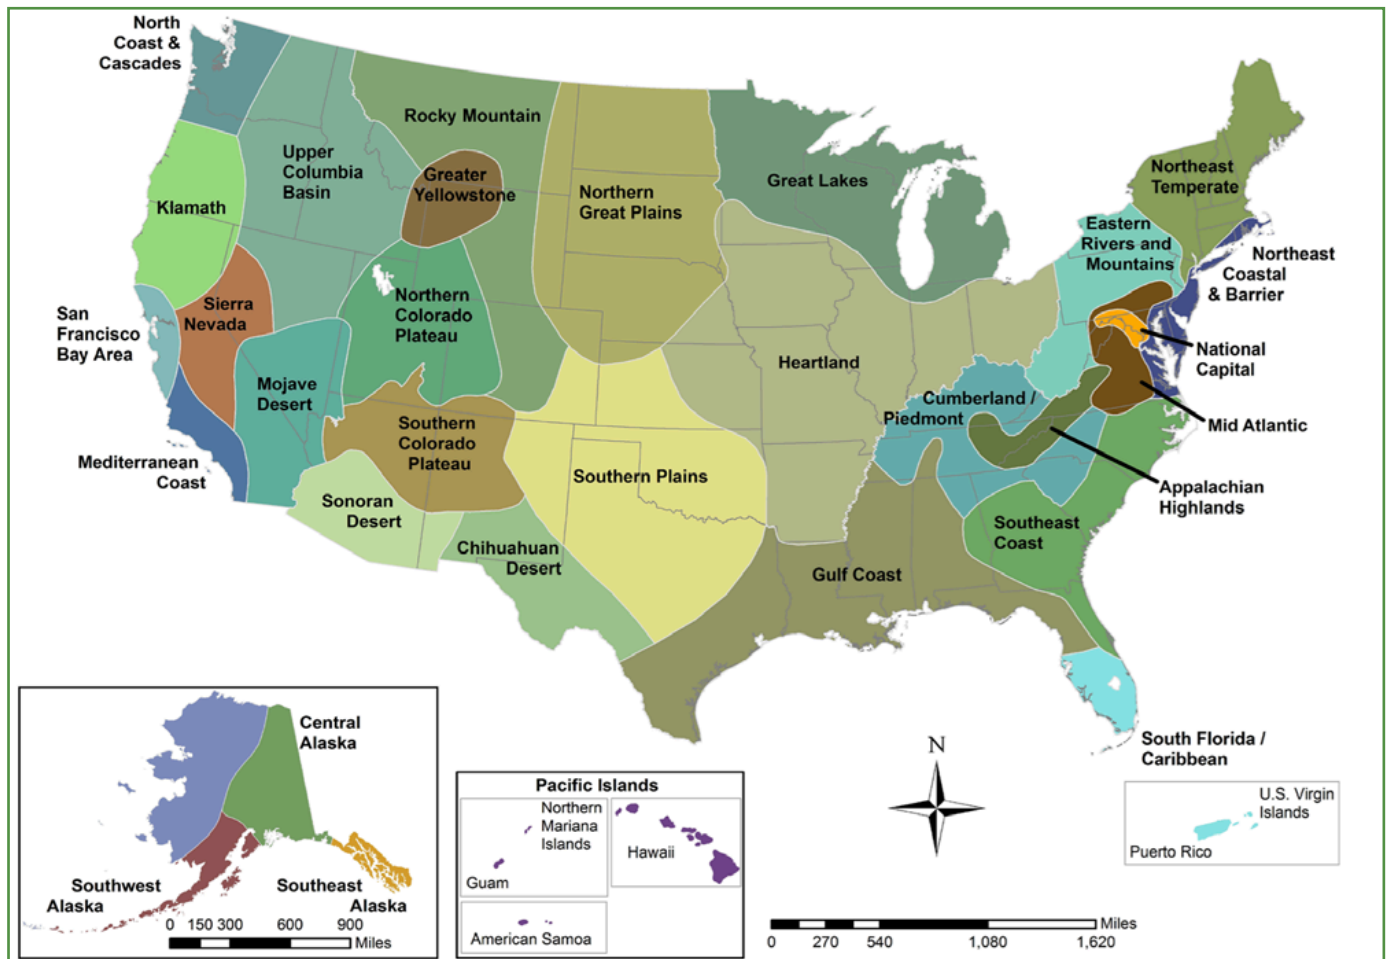 North
Coast &
Cascades
Rocky Mountain
Upper
Columbia
Basin
Greater
Yellowstone
Great Lakes
Northeast
Temperate
Klamath
Northern
Great Plains
Eastern
Rivers and
Mountains
Northeast
Coastal
& Barrier
San
Francisco
Bay Area
Sierra
Nevada
Northern
Colorado
Plateau
National
Capital
Heartland
Mojave
Desert
Cumberland /
Piedmont
Mid Atlantic
Southern
Colorado
Plateau
Mediterranean
Coast
Southern Plains
Sonoran
Desert
Appalachian
Highlands
Southeast
Coast
Chihuahuan
Desert
Gulf Coast
South Florida /
Caribbean
Central
Alaska
Southwest
Alaska
Southeast
Alaska
0 150 300 600 900
Miles
Pacific Islands
Northern
Mariana
Islands
Guam
Hawaii
American Samoa
N
U.S. Virgin
Islands
Puerto Rico
Miles
0 270 540 1,080 1,620